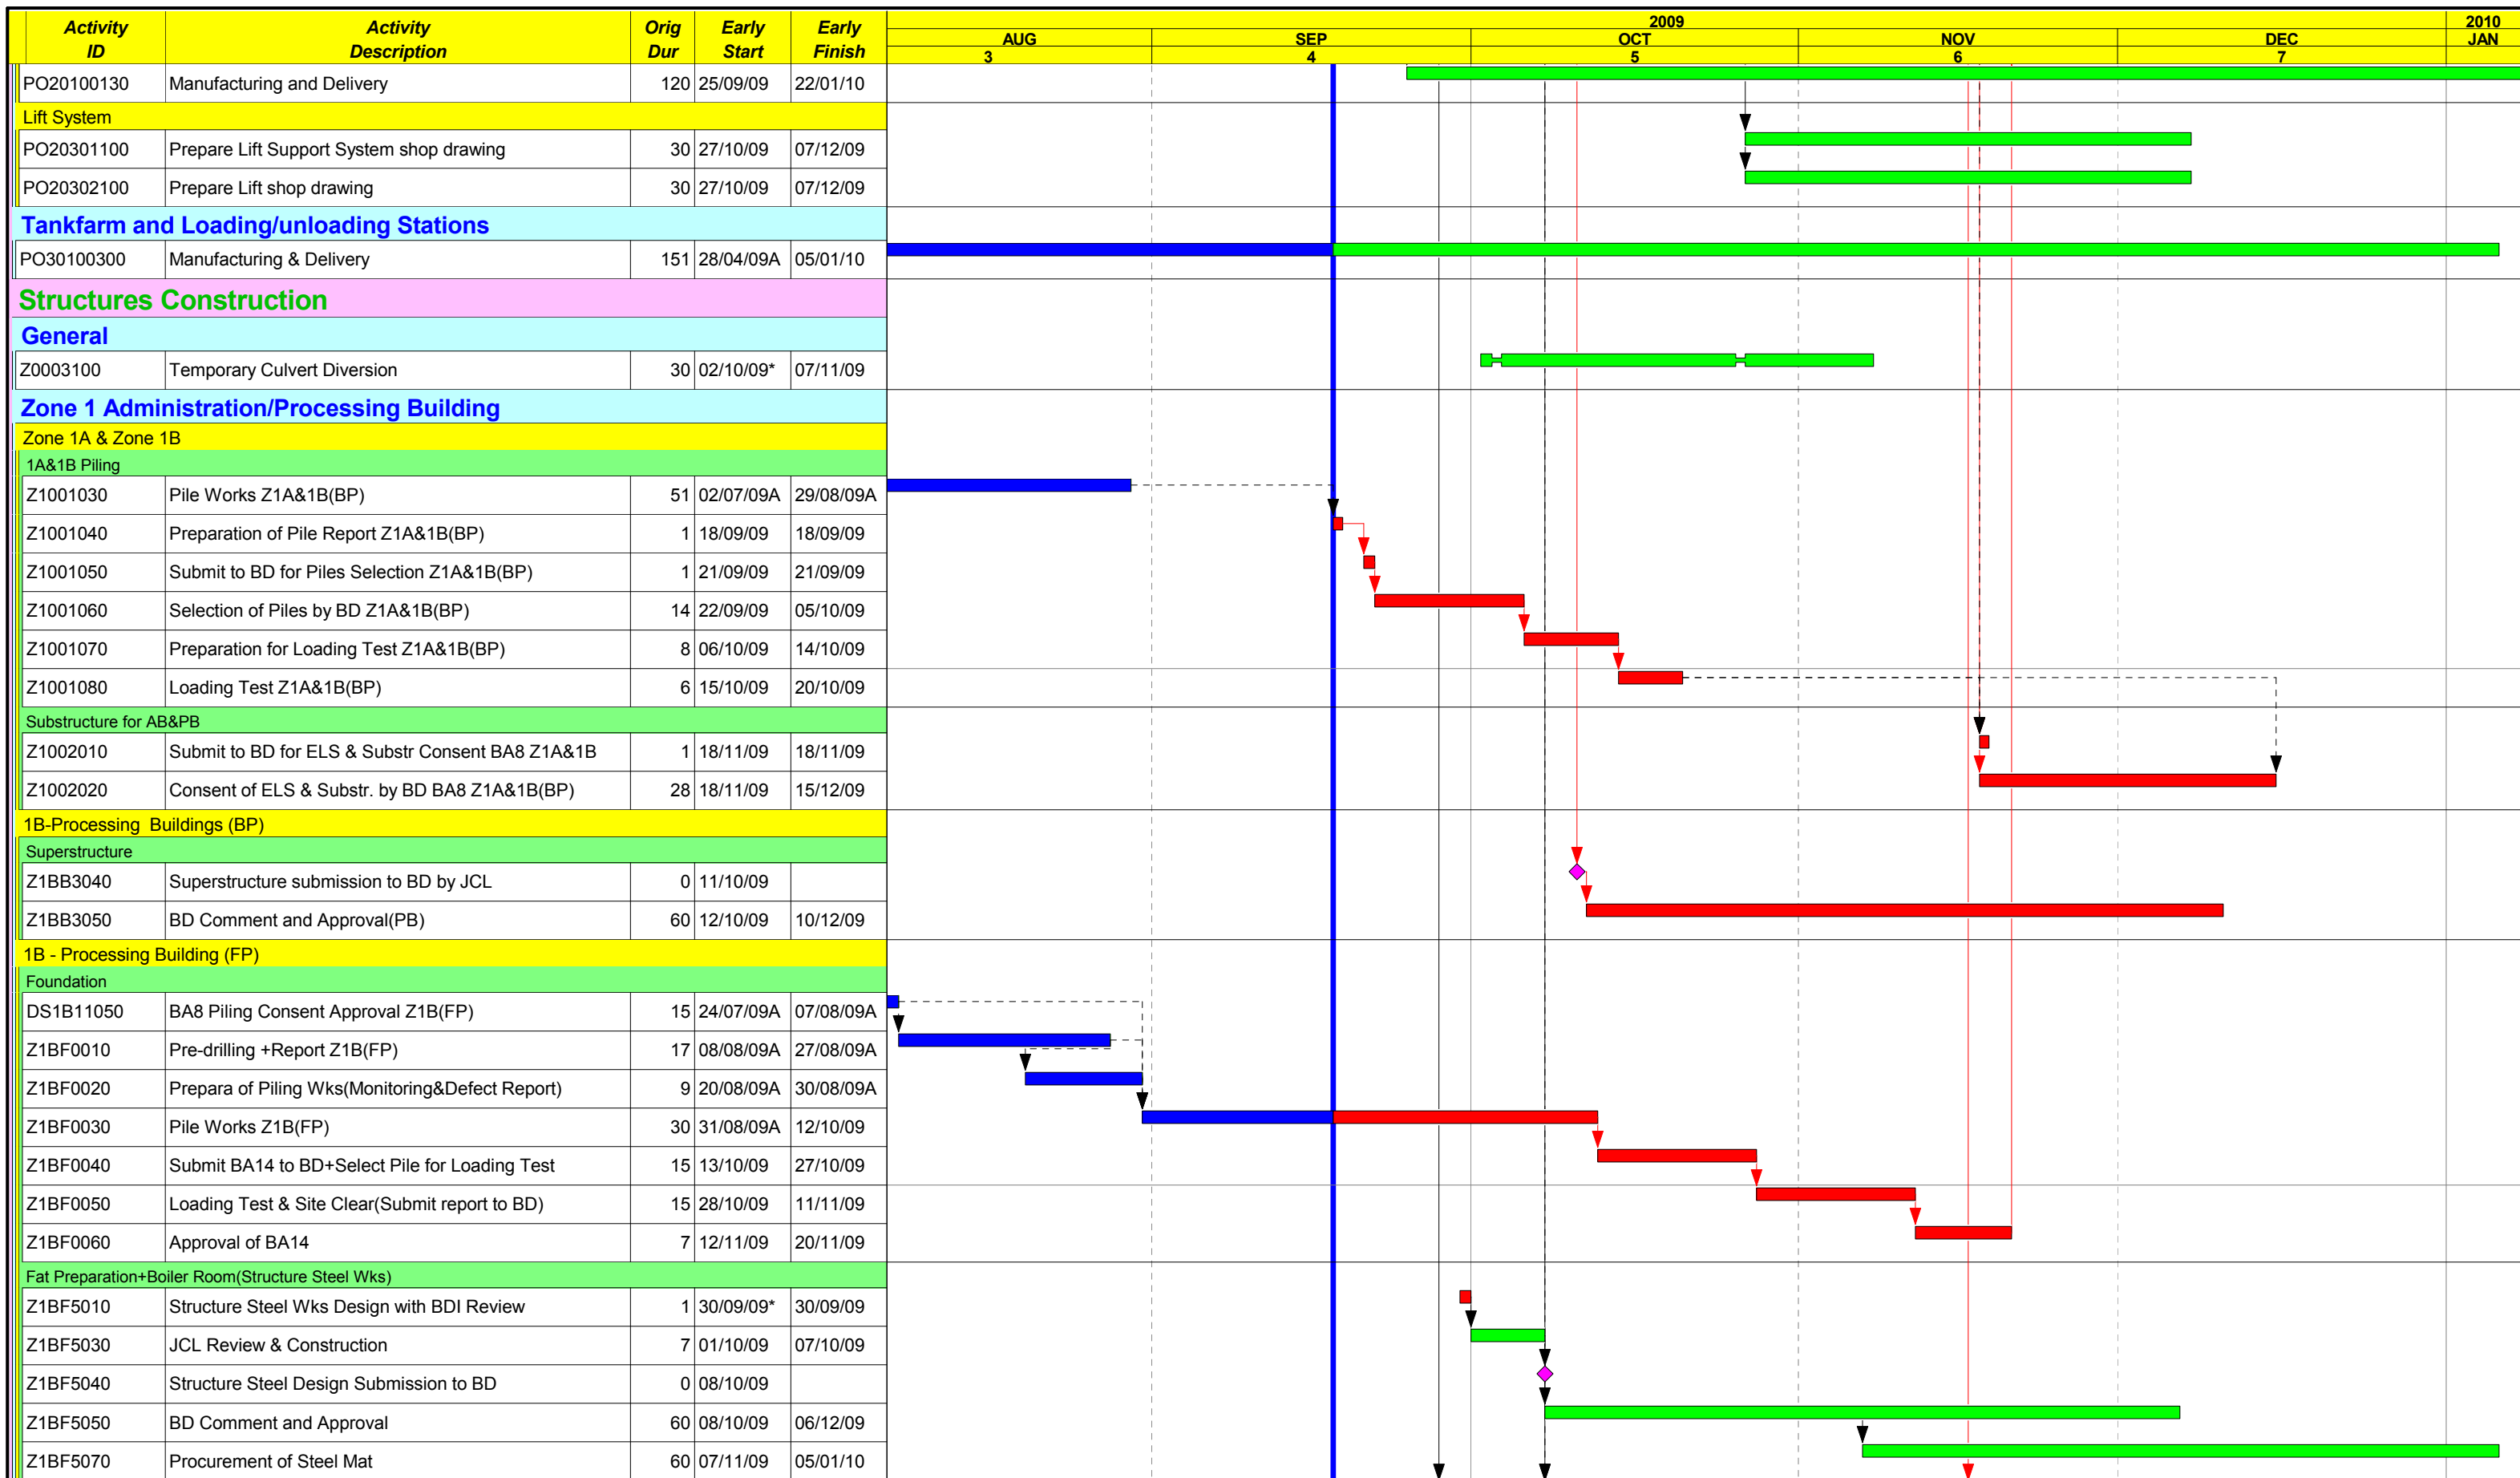 Activity ID Activity Description Orig Dur Early Start Early Finish
2009 2010
AUG SEP OCT NOV DEC JAN
3 4 5 6 7
PO20100130 Manufacturing and Delivery 120 25/09/09 22/01/10
Lift System
PO20301100 Prepare Lift Support System shop drawing 30 27/10/09 07/12/09
PO20302100 Prepare Lift shop drawing 30 27/10/09 07/12/09
Tankfarm and Loading/unloading Stations
PO30100300 Manufacturing & Delivery 151 28/04/09A 05/01/10
Structures Construction
General
Z0003100 Temporary Culvert Diversion 30 02/10/09* 07/11/09
Zone 1 Administration/Processing Building
Zone 1A & Zone 1B
1A&1B Piling
Z1001030 Pile Works Z1A&1B(BP) 51 02/07/09A 29/08/09A
Z1001040 Preparation of Pile Report Z1A&1B(BP) 1 18/09/09 18/09/09
Z1001050 Submit to BD for Piles Selection Z1A&1B(BP) 1 21/09/09 21/09/09
Z1001060 Selection of Piles by BD Z1A&1B(BP) 14 22/09/09 05/10/09
Z1001070 Preparation for Loading Test Z1A&1B(BP) 8 06/10/09 14/10/09
Z1001080 Loading Test Z1A&1B(BP) 6 15/10/09 20/10/09
Substructure for AB&PB
Z1002010 Submit to BD for ELS & Substr Consent BA8 Z1A&1B 1 18/11/09 18/11/09
Z1002020 Consent of ELS & Substr. by BD BA8 Z1A&1B(BP) 28 18/11/09 15/12/09
1B-Processing Buildings (BP)
Superstructure
Z1BB3040 Superstructure submission to BD by JCL 0 11/10/09
Z1BB3050 BD Comment and Approval(PB) 60 12/10/09 10/12/09
1B - Processing Building (FP)
Foundation
DS1B11050 BA8 Piling Consent Approval Z1B(FP) 15 24/07/09A 07/08/09A
Z1BF0010 Pre-drilling +Report Z1B(FP) 17 08/08/09A 27/08/09A
Z1BF0020 Prepara of Piling Wks(Monitoring&Defect Report) 9 20/08/09A 30/08/09A
Z1BF0030 Pile Works Z1B(FP) 30 31/08/09A 12/10/09
Z1BF0040 Submit BA14 to BD+Select Pile for Loading Test 15 13/10/09 27/10/09
Z1BF0050 Loading Test & Site Clear(Submit report to BD) 15 28/10/09 11/11/09
Z1BF0060 Approval of BA14 7 12/11/09 20/11/09
Fat Preparation+Boiler Room(Structure Steel Wks)
Z1BF5010 Structure Steel Wks Design with BDI Review 1 30/09/09* 30/09/09
Z1BF5030 JCL Review & Construction 7 01/10/09 07/10/09
Z1BF5040 Structure Steel Design Submission to BD 0 08/10/09
Z1BF5050 BD Comment and Approval 60 08/10/09 06/12/09
Z1BF5070 Procurement of Steel Mat 60 07/11/09 05/01/10